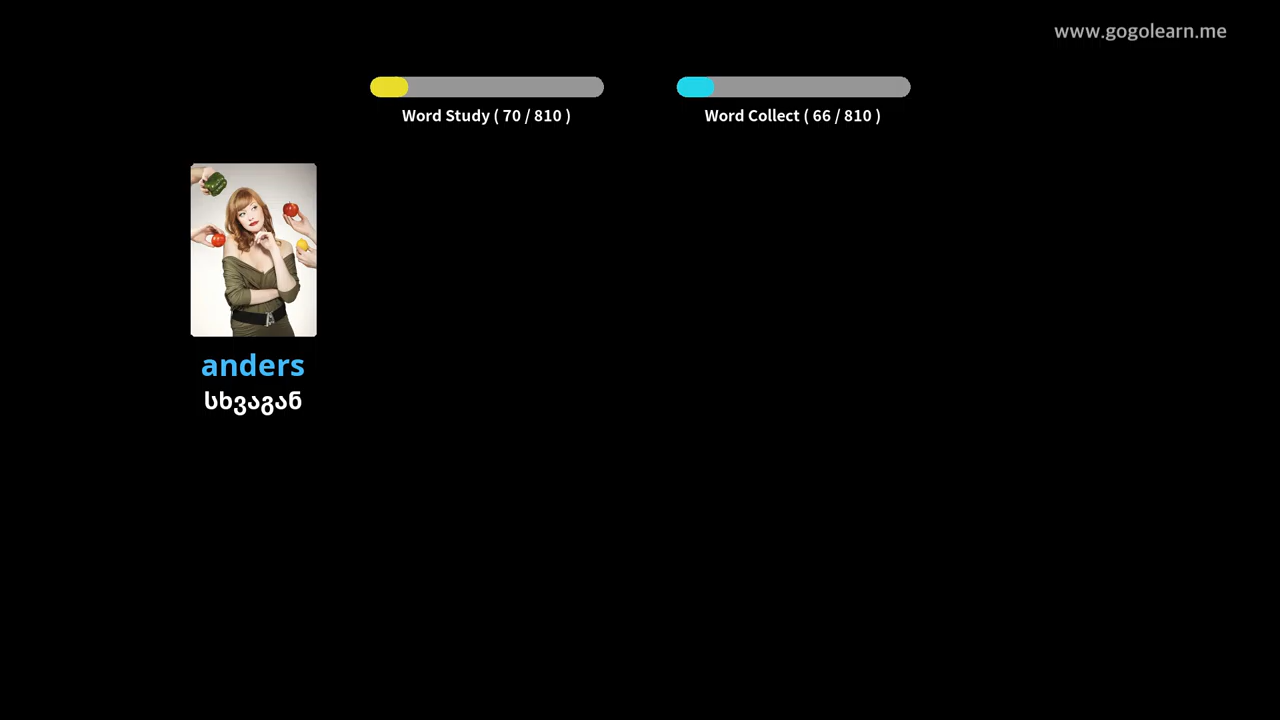 www.gogolearn.me
Word Study ( 70 / 810 )
Word Collect ( 66 / 810 )
anders
სხვაგან